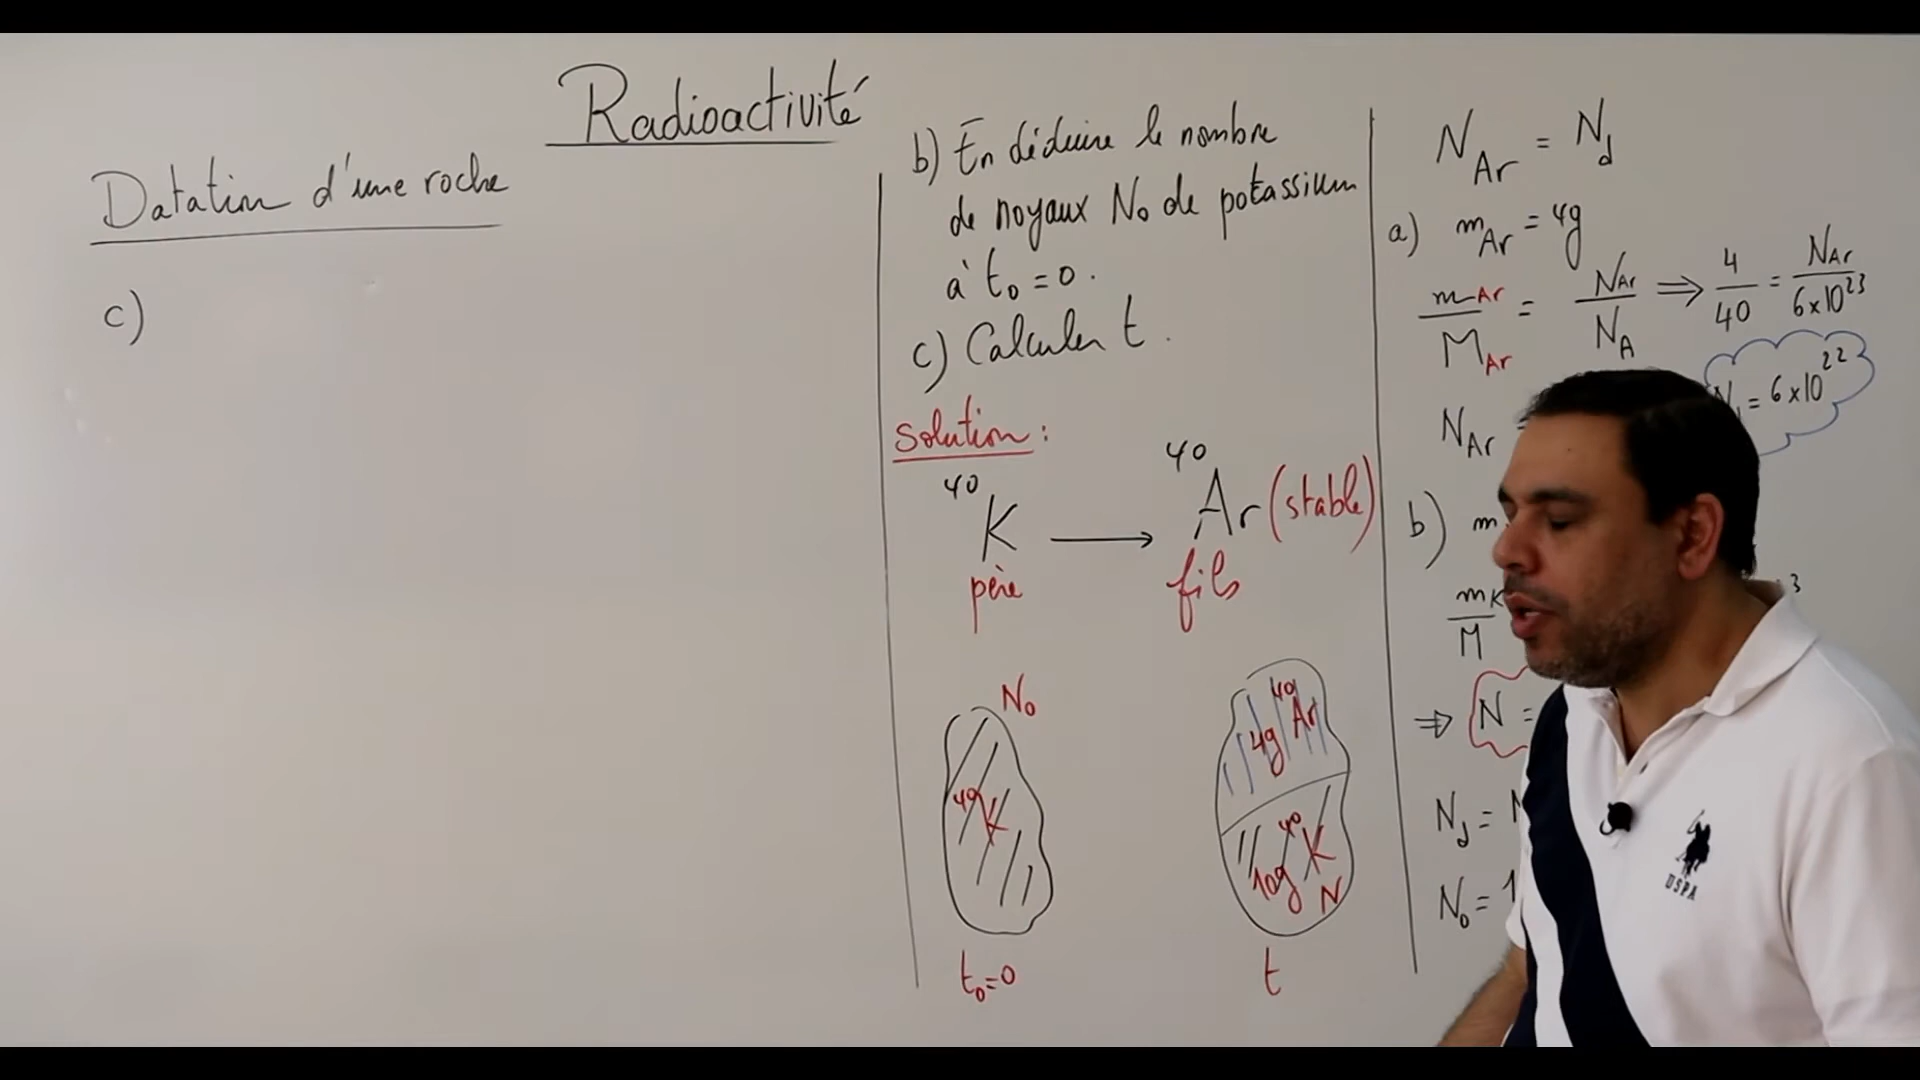 Radioactivité
Datation d'une roche
c)
b) En déduire le nombre
de noyaux N₀ de potassium
à t₀ = 0.
c) Calculer t.
Solution :
⁴⁰K → ⁴⁰Ar (stable)
père fils
N₀
⁴⁰K
t₀=0
4g ⁴⁰Ar
10g ⁴⁰K
N
t
N_Ar = N_d
a) m_Ar = 4g
m_Ar / M_Ar = N_Ar / N_A ⟹ 4/40 = N_Ar / 6×10²³
N_Ar = = 6×10²²
b) m
m_K / M
⇒ N =
N_d =
N₀ = 1
USPA